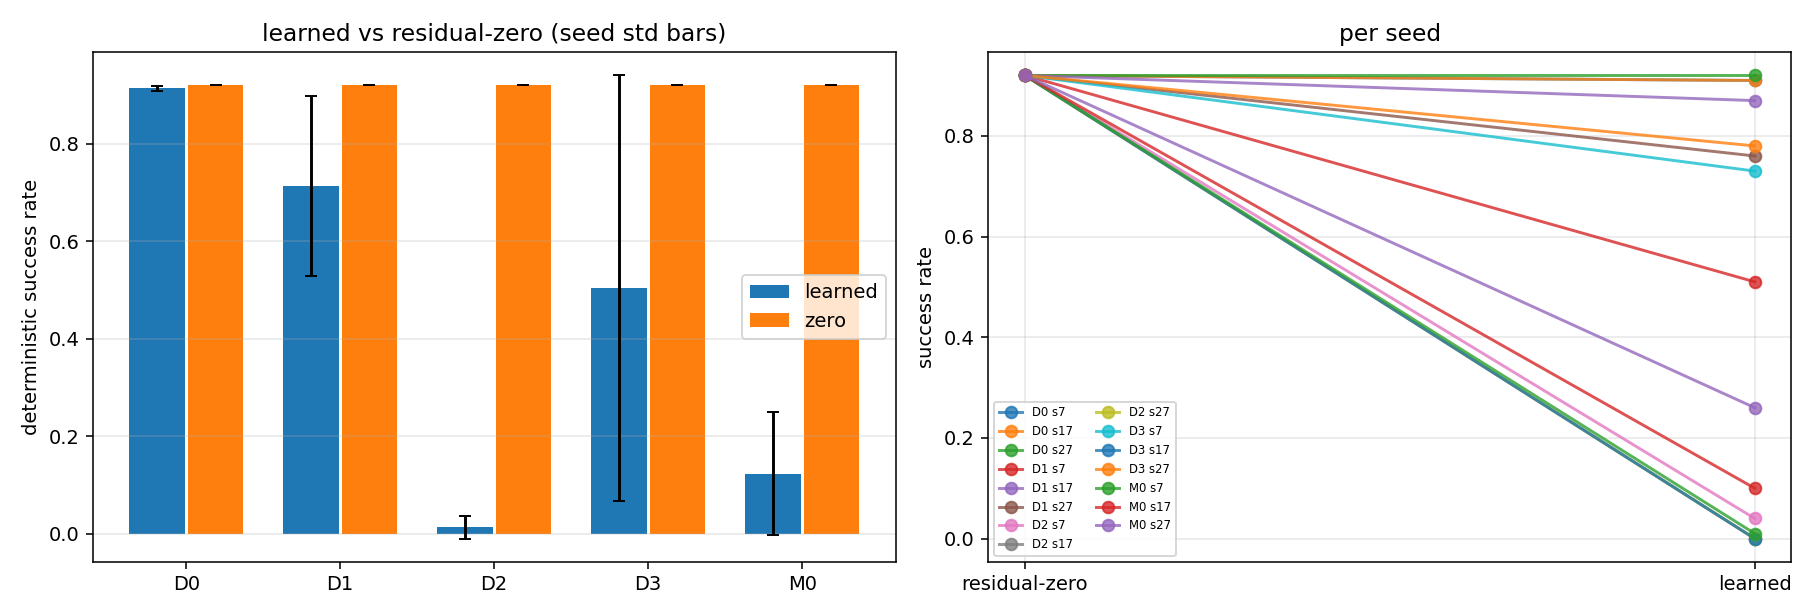 learned vs residual-zero (seed std bars)
deterministic success rate
0.8
0.6
0.4
0.2
0.0
D0 D1 D2 D3 M0
learned
zero
per seed
success rate
0.8
0.6
0.4
0.2
0.0
residual-zero learned
D0 s7
D0 s17
D0 s27
D1 s7
D1 s17
D1 s27
D2 s7
D2 s17
D2 s27
D3 s7
D3 s17
D3 s27
M0 s7
M0 s17
M0 s27